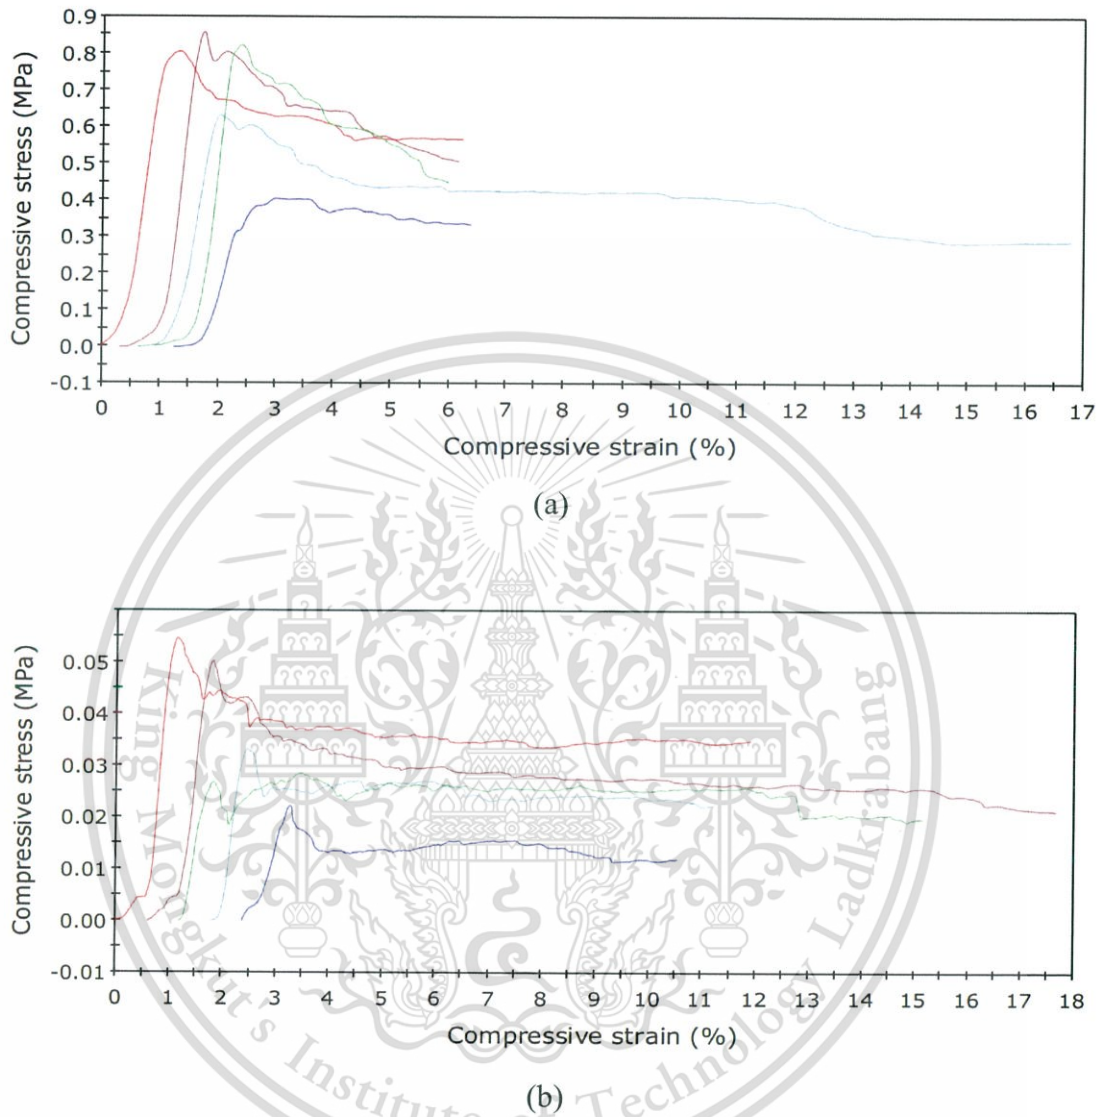 0.9
0.8
0.7
0.6
0.5
0.4
0.3
0.2
0.1
0.0
-0.1
Compressive stress (MPa)
0 1 2 3 4 5 6 7 8 9 10 11 12 13 14 15 16 17
Compressive strain (%)
(a)
0.05
0.04
0.03
0.02
0.01
0.00
-0.01
Compressive stress (MPa)
0 1 2 3 4 5 6 7 8 9 10 11 12 13 14 15 16 17 18
Compressive strain (%)
(b)
King Mongkut's Institute of Technology Ladkrabang